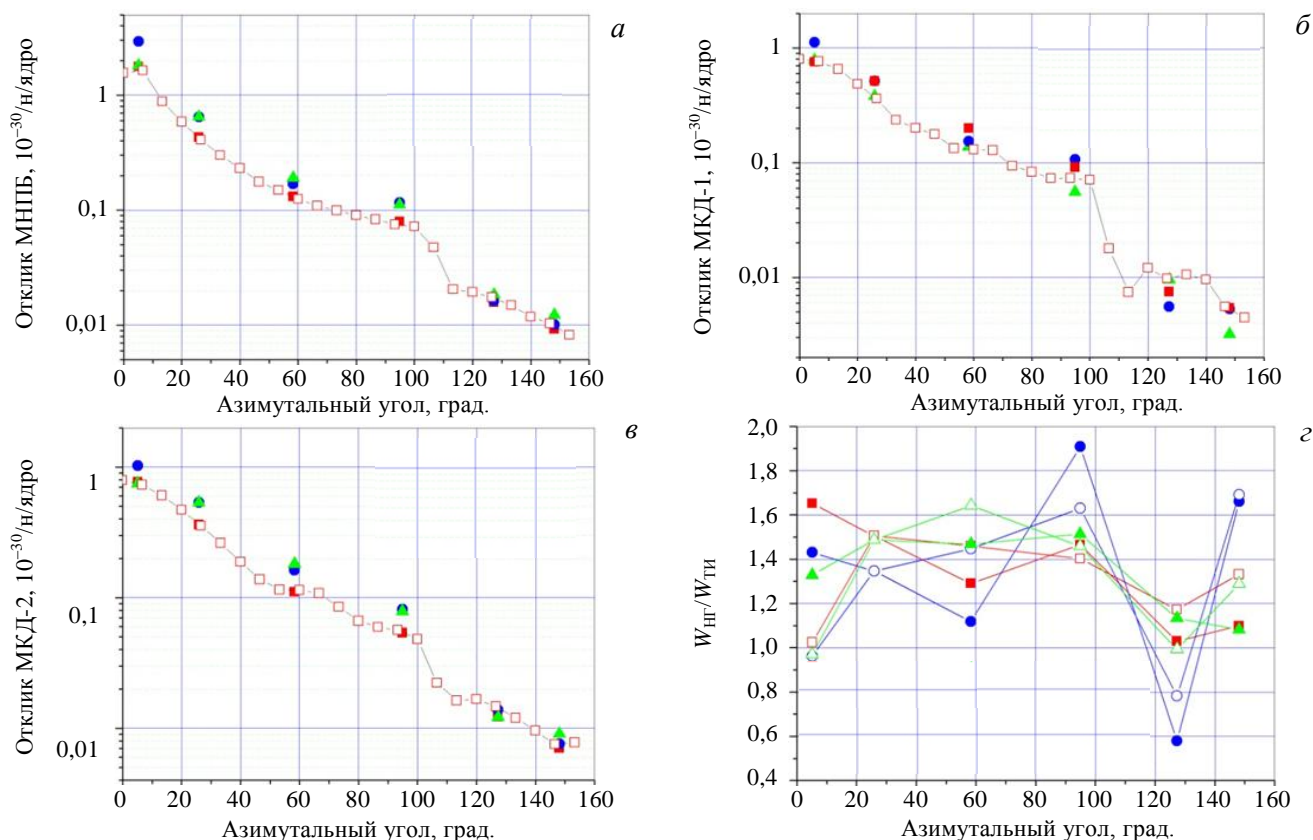 а
Отклик МНПБ, 10⁻³⁰/н/ядро
1
0,1
0,01
0 20 40 60 80 100 120 140 160
Азимутальный угол, град.
б
Отклик МКД-1, 10⁻³⁰/н/ядро
1
0,1
0,01
0 20 40 60 80 100 120 140 160
Азимутальный угол, град.
в
Отклик МКД-2, 10⁻³⁰/н/ядро
1
0,1
0,01
0 20 40 60 80 100 120 140 160
Азимутальный угол, град.
г
W_НГ/W_ТИ
2,0
1,8
1,6
1,4
1,2
1,0
0,8
0,6
0,4
0 20 40 60 80 100 120 140 160
Азимутальный угол, град.